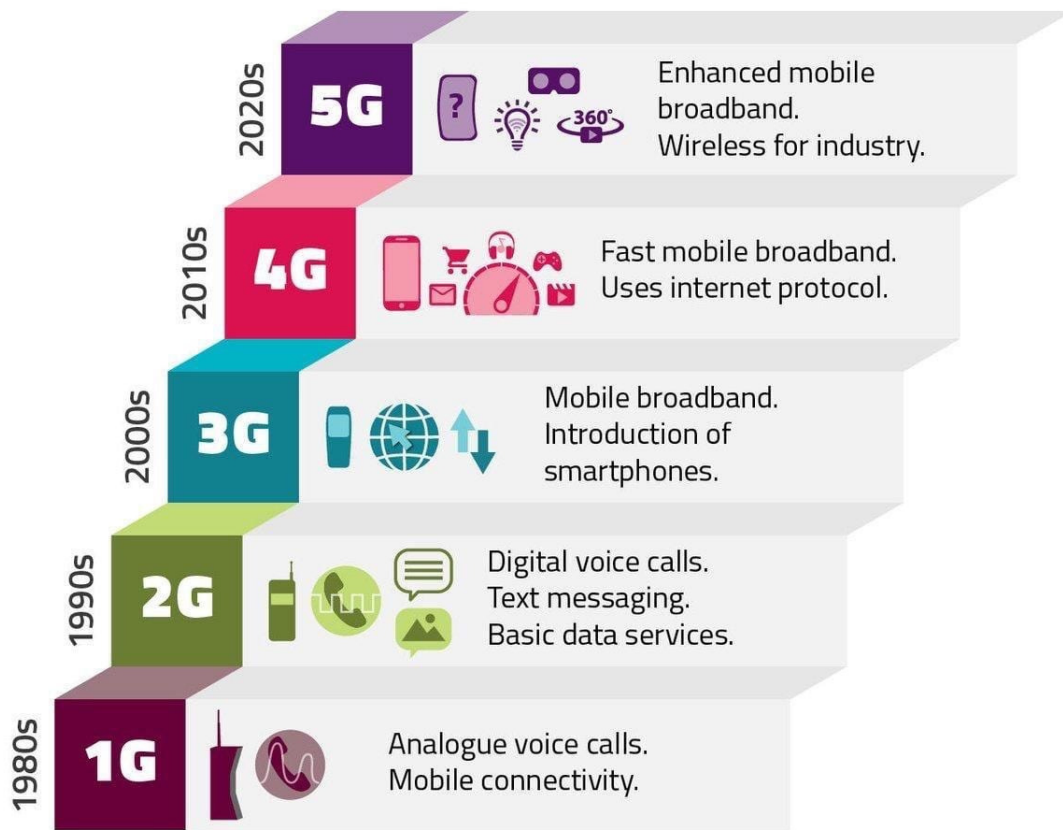 2020s
5G
?
360°
Enhanced mobile
broadband.
Wireless for industry.
2010s
4G
Fast mobile broadband.
Uses internet protocol.
2000s
3G
Mobile broadband.
Introduction of
smartphones.
1990s
2G
Digital voice calls.
Text messaging.
Basic data services.
1980s
1G
Analogue voice calls.
Mobile connectivity.